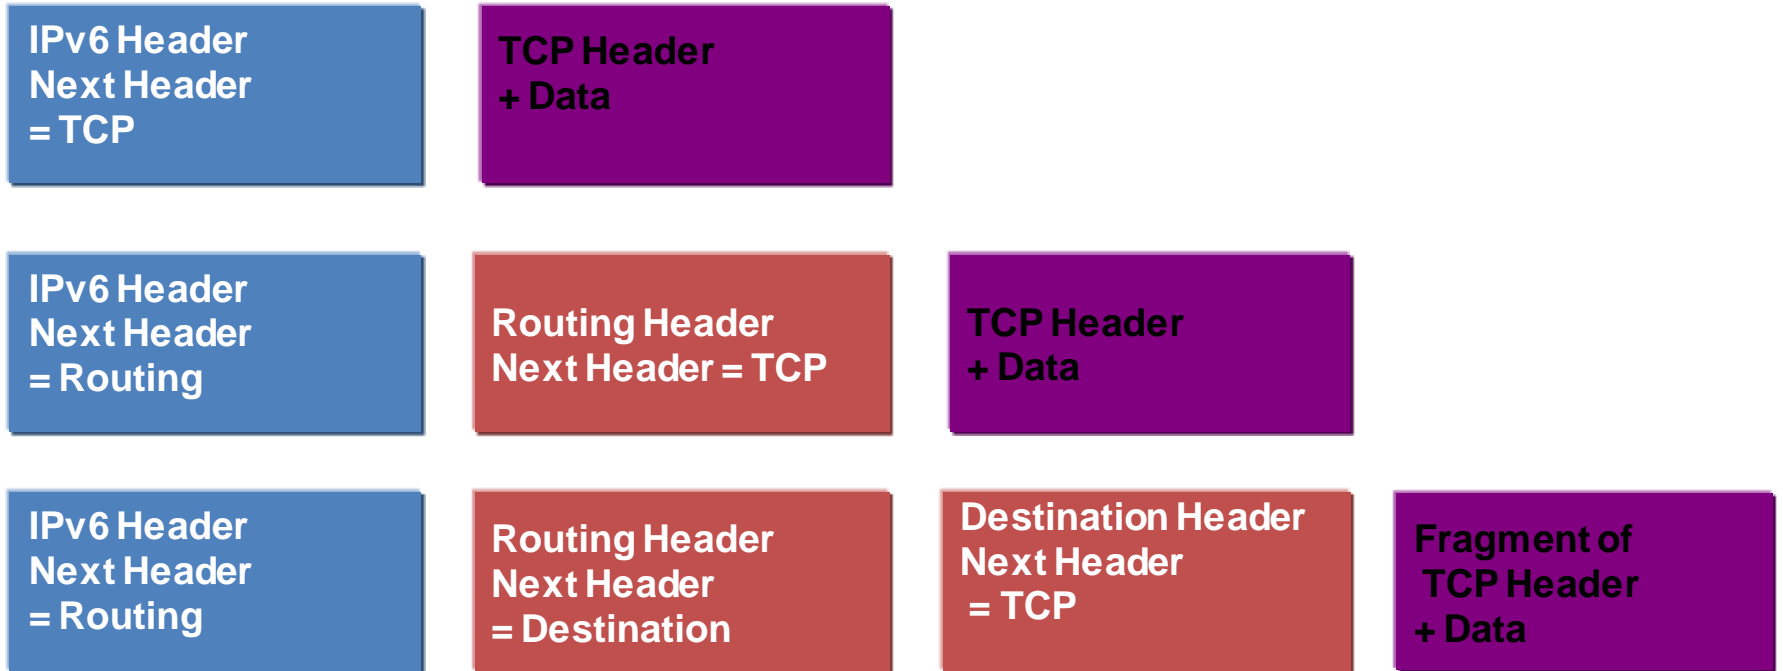 IPv6 Header
Next Header
= TCP
TCP Header
+ Data
IPv6 Header
Next Header
= Routing
Routing Header
Next Header = TCP
TCP Header
+ Data
IPv6 Header
Next Header
= Routing
Routing Header
Next Header
= Destination
Destination Header
Next Header
= TCP
Fragment of
TCP Header
+ Data